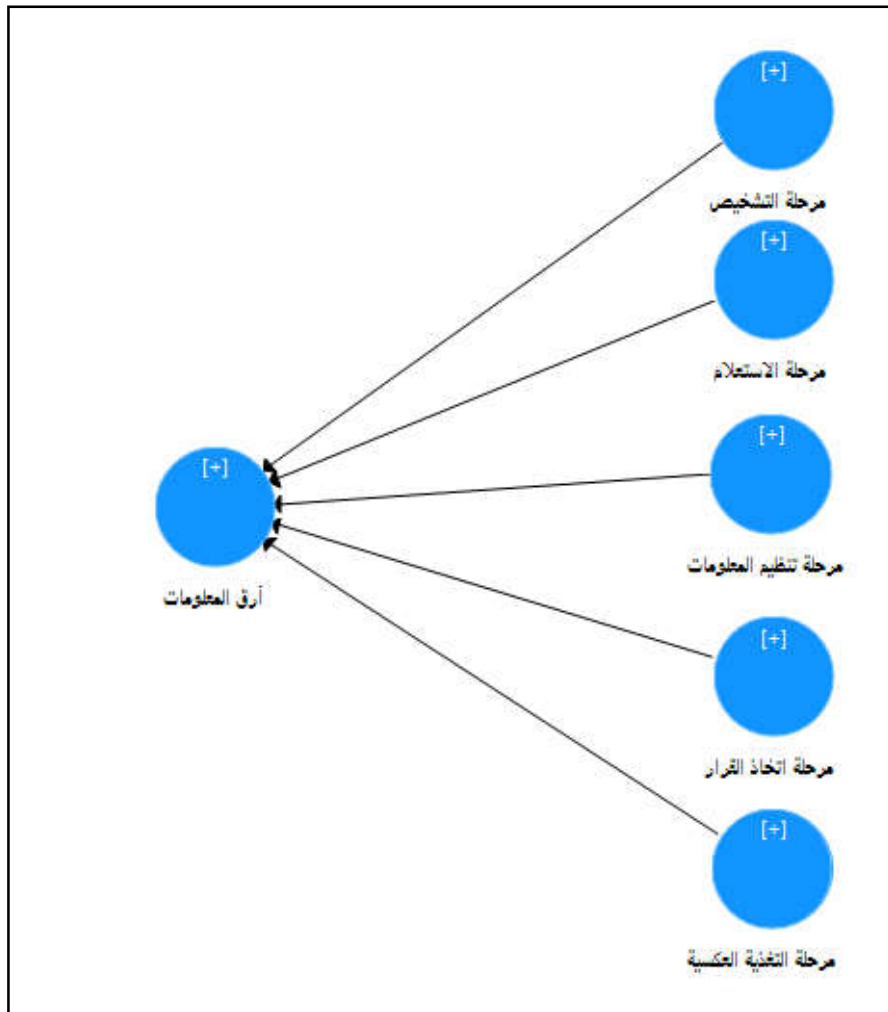 [+]
مرحلة التشخيص
[+]
مرحلة الاستعلام
[+]
مرحلة تنظيم المعلومات
[+]
أرق المعلومات
[+]
مرحلة اتخاذ القرار
[+]
مرحلة التغذية العكسية